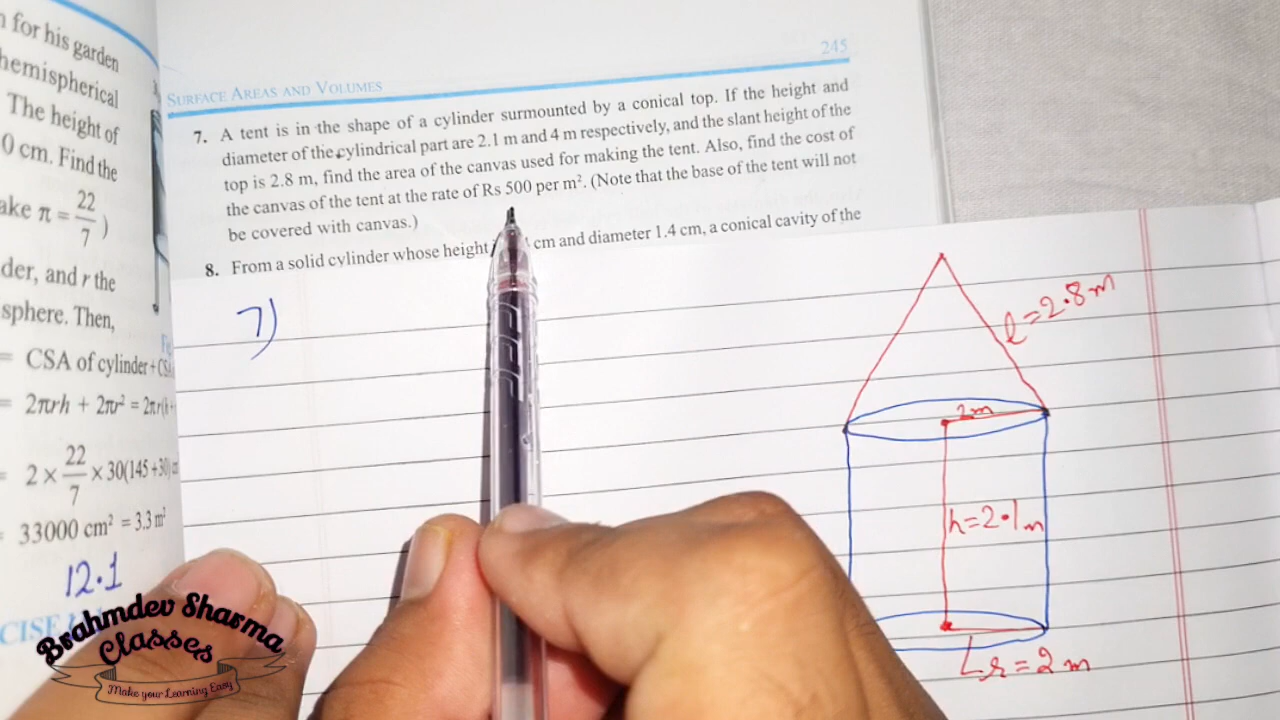 n for his garden
hemispherical
The height of
0 cm. Find the
ake π = 22/7 )
der, and r the
sphere. Then,
= CSA of cylinder + CSA
= 2πrh + 2πr² = 2πr(h +
= 2 × 22/7 × 30(145 + 30)
= 33000 cm² = 3.3 m²
12.1
CISE
245
SURFACE AREAS AND VOLUMES
7. A tent is in the shape of a cylinder surmounted by a conical top. If the height and
diameter of the cylindrical part are 2.1 m and 4 m respectively, and the slant height of the
top is 2.8 m, find the area of the canvas used for making the tent. Also, find the cost of
the canvas of the tent at the rate of Rs 500 per m². (Note that the base of the tent will not
be covered with canvas.)
8. From a solid cylinder whose height cm and diameter 1.4 cm, a conical cavity of the
7)
l=2.8m
2m
h=2.1m
r=2m
Brahmdev Sharma
Classes
Make your Learning Easy